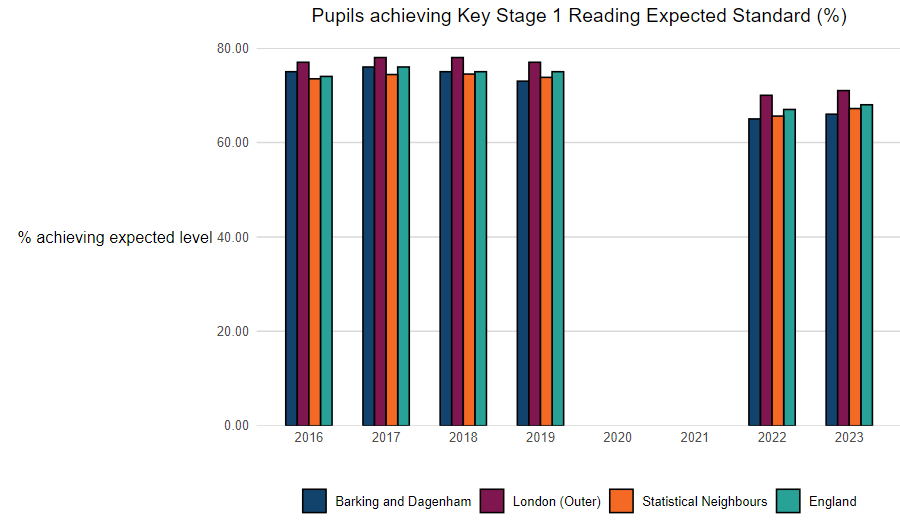 Pupils achieving Key Stage 1 Reading Expected Standard (%)
80.00
60.00
% achieving expected level 40.00
20.00
0.00
2016 2017 2018 2019 2020 2021 2022 2023
Barking and Dagenham London (Outer) Statistical Neighbours England